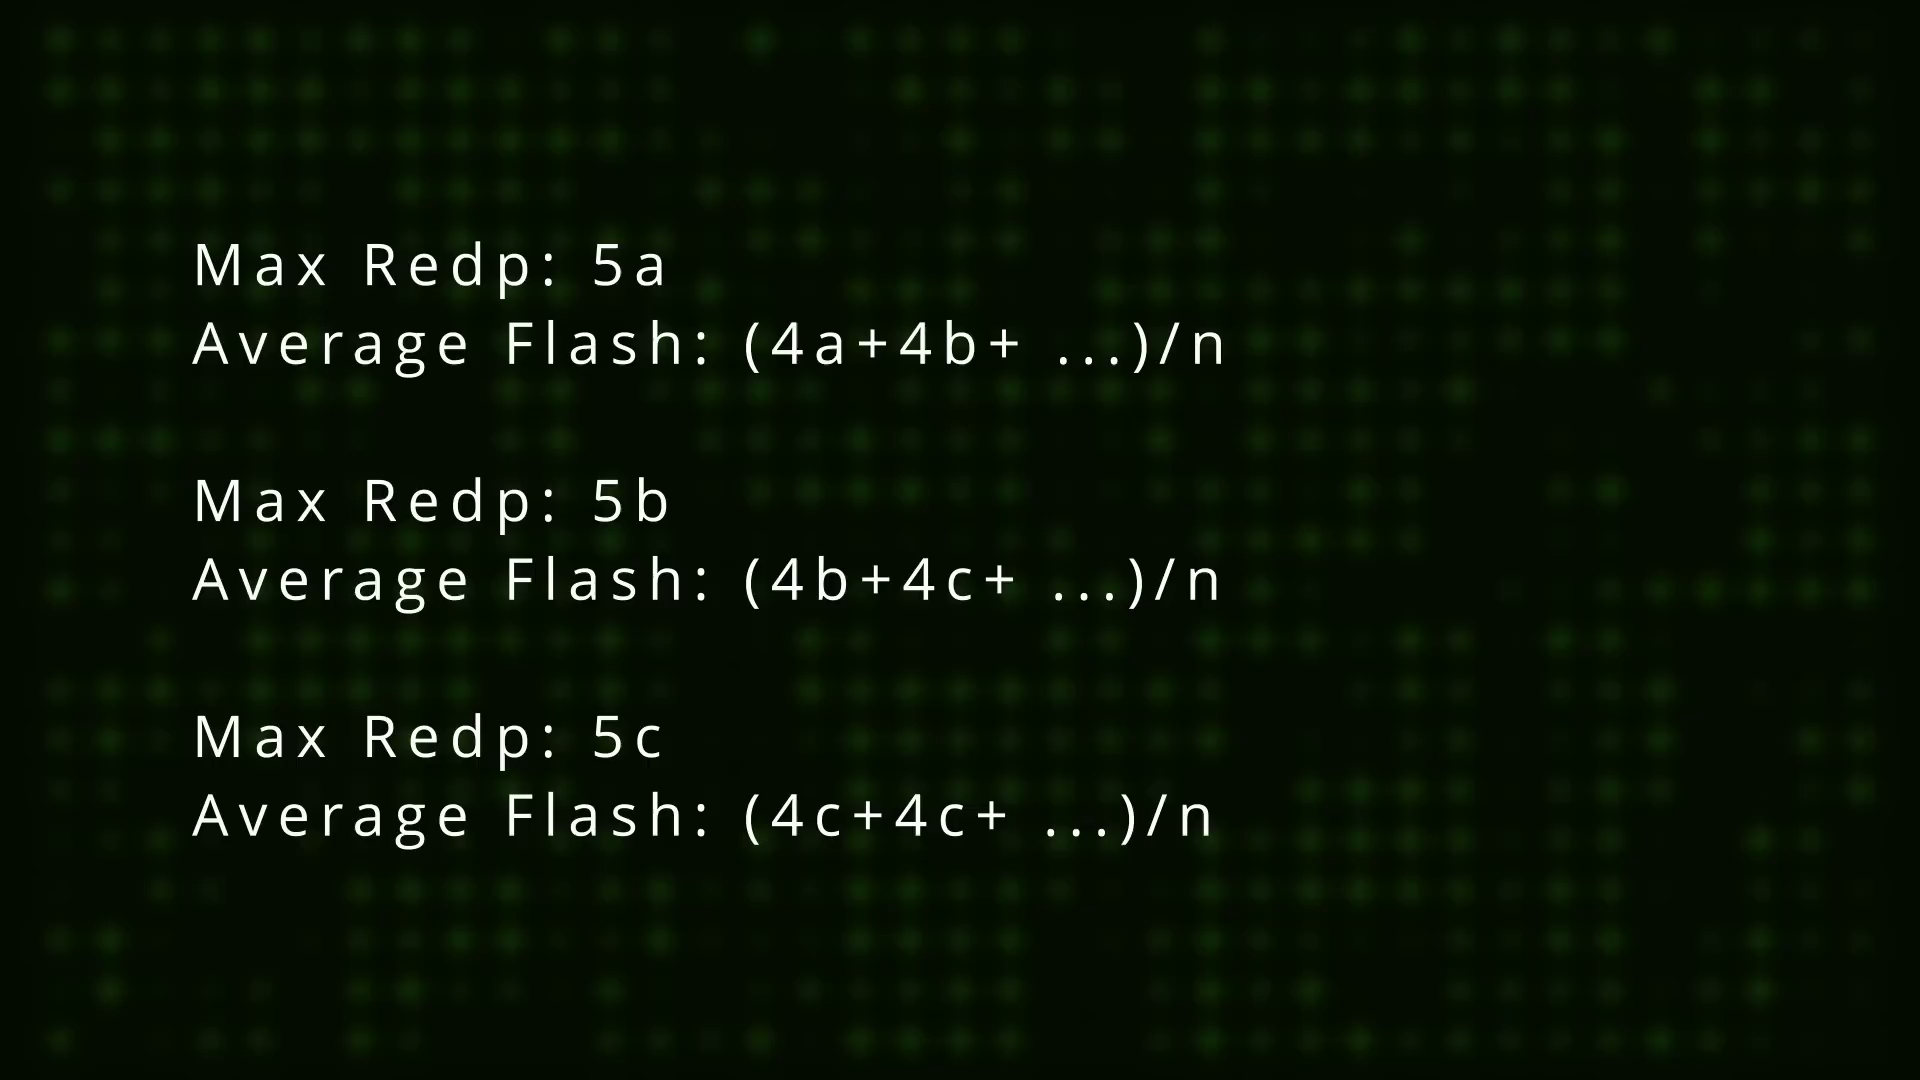 Max Redp: 5a
Average Flash: (4a+4b+ ...)/n
Max Redp: 5b
Average Flash: (4b+4c+ ...)/n
Max Redp: 5c
Average Flash: (4c+4c+ ...)/n